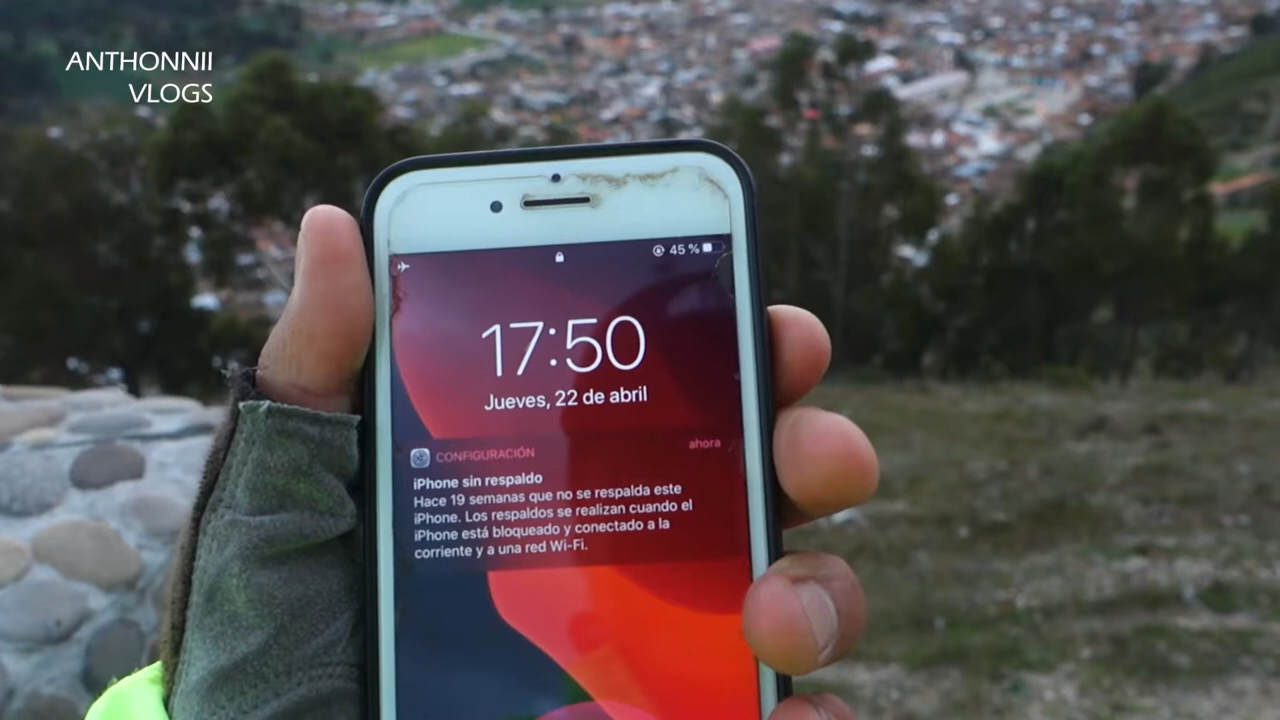 ANTHONNII
VLOGS
45 %
17:50
Jueves, 22 de abril
CONFIGURACIÓN
ahora
iPhone sin respaldo
Hace 19 semanas que no se respalda este
iPhone. Los respaldos se realizan cuando el
iPhone está bloqueado y conectado a la
corriente y a una red Wi-Fi.